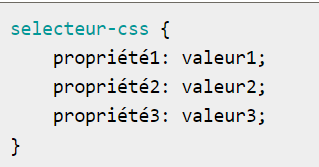 selecteur-css {
    propriété1: valeur1;
    propriété2: valeur2;
    propriété3: valeur3;
}